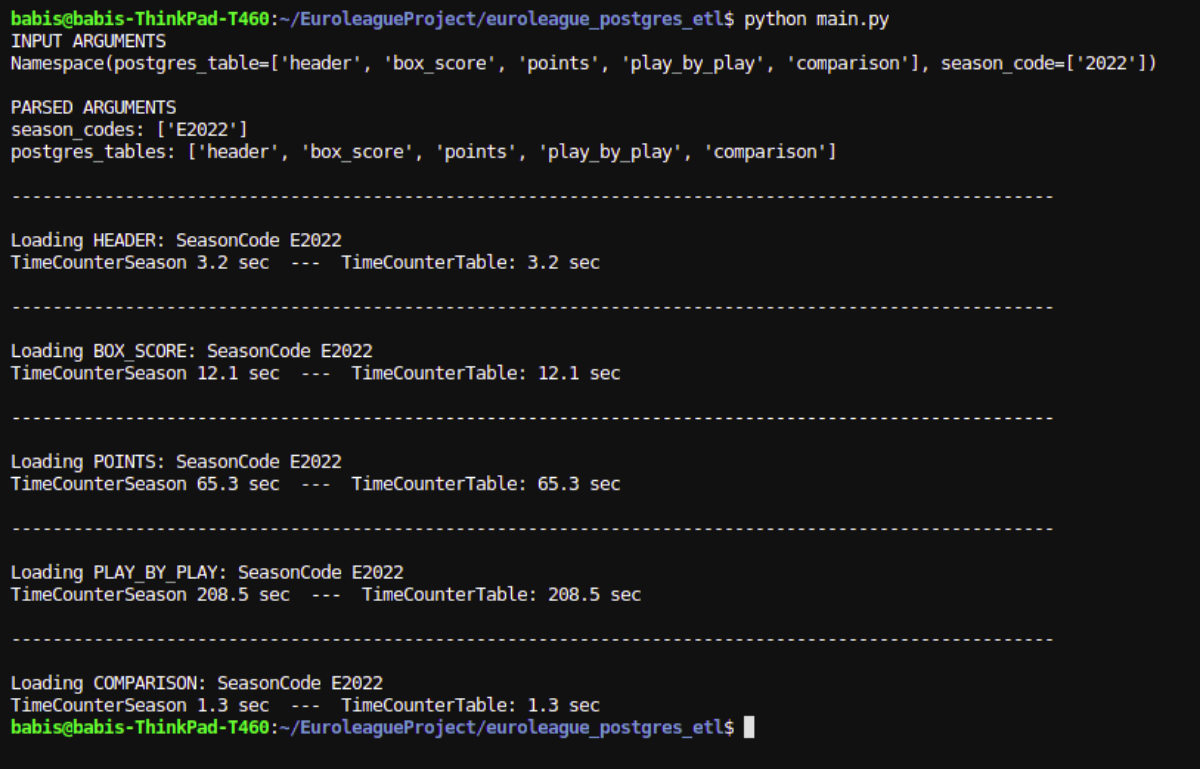 babis@babis-ThinkPad-T460:~/EuroleagueProject/euroleague_postgres_etl$ python main.py
INPUT ARGUMENTS
Namespace(postgres_table=['header', 'box_score', 'points', 'play_by_play', 'comparison'], season_code=['2022'])
PARSED ARGUMENTS
season_codes: ['E2022']
postgres_tables: ['header', 'box_score', 'points', 'play_by_play', 'comparison']
-----------------------------------------------------------------------------------------------------
Loading HEADER: SeasonCode E2022
TimeCounterSeason 3.2 sec  ---  TimeCounterTable: 3.2 sec
-----------------------------------------------------------------------------------------------------
Loading BOX_SCORE: SeasonCode E2022
TimeCounterSeason 12.1 sec  ---  TimeCounterTable: 12.1 sec
-----------------------------------------------------------------------------------------------------
Loading POINTS: SeasonCode E2022
TimeCounterSeason 65.3 sec  ---  TimeCounterTable: 65.3 sec
-----------------------------------------------------------------------------------------------------
Loading PLAY_BY_PLAY: SeasonCode E2022
TimeCounterSeason 208.5 sec  ---  TimeCounterTable: 208.5 sec
-----------------------------------------------------------------------------------------------------
Loading COMPARISON: SeasonCode E2022
TimeCounterSeason 1.3 sec  ---  TimeCounterTable: 1.3 sec
babis@babis-ThinkPad-T460:~/EuroleagueProject/euroleague_postgres_etl$